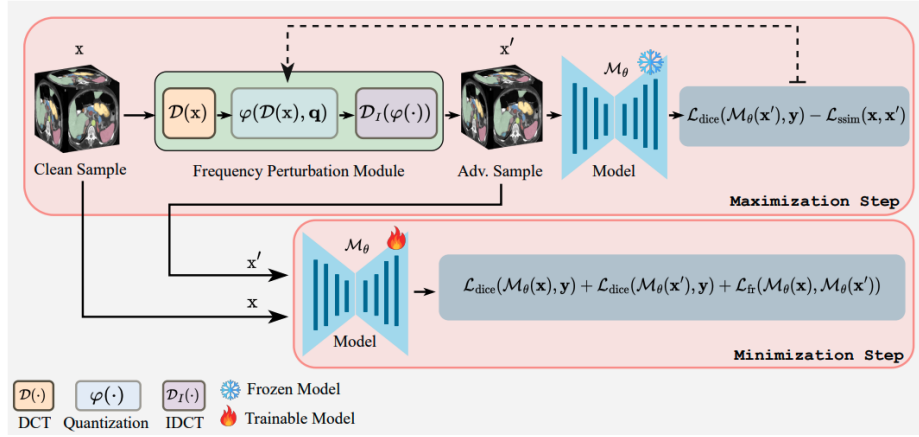 x
x′
𝓜_θ
𝓓(x)
φ(𝓓(x), q)
𝓓_I(φ(·))
𝓛_dice(𝓜_θ(x′), y) − 𝓛_ssim(x, x′)
Clean Sample
Frequency Perturbation Module
Adv. Sample
Model
Maximization Step
x′
x
𝓜_θ
Model
𝓛_dice(𝓜_θ(x), y) + 𝓛_dice(𝓜_θ(x′), y) + 𝓛_fr(𝓜_θ(x), 𝓜_θ(x′))
Minimization Step
𝓓(·)
φ(·)
𝓓_I(·)
DCT
Quantization
IDCT
Frozen Model
Trainable Model